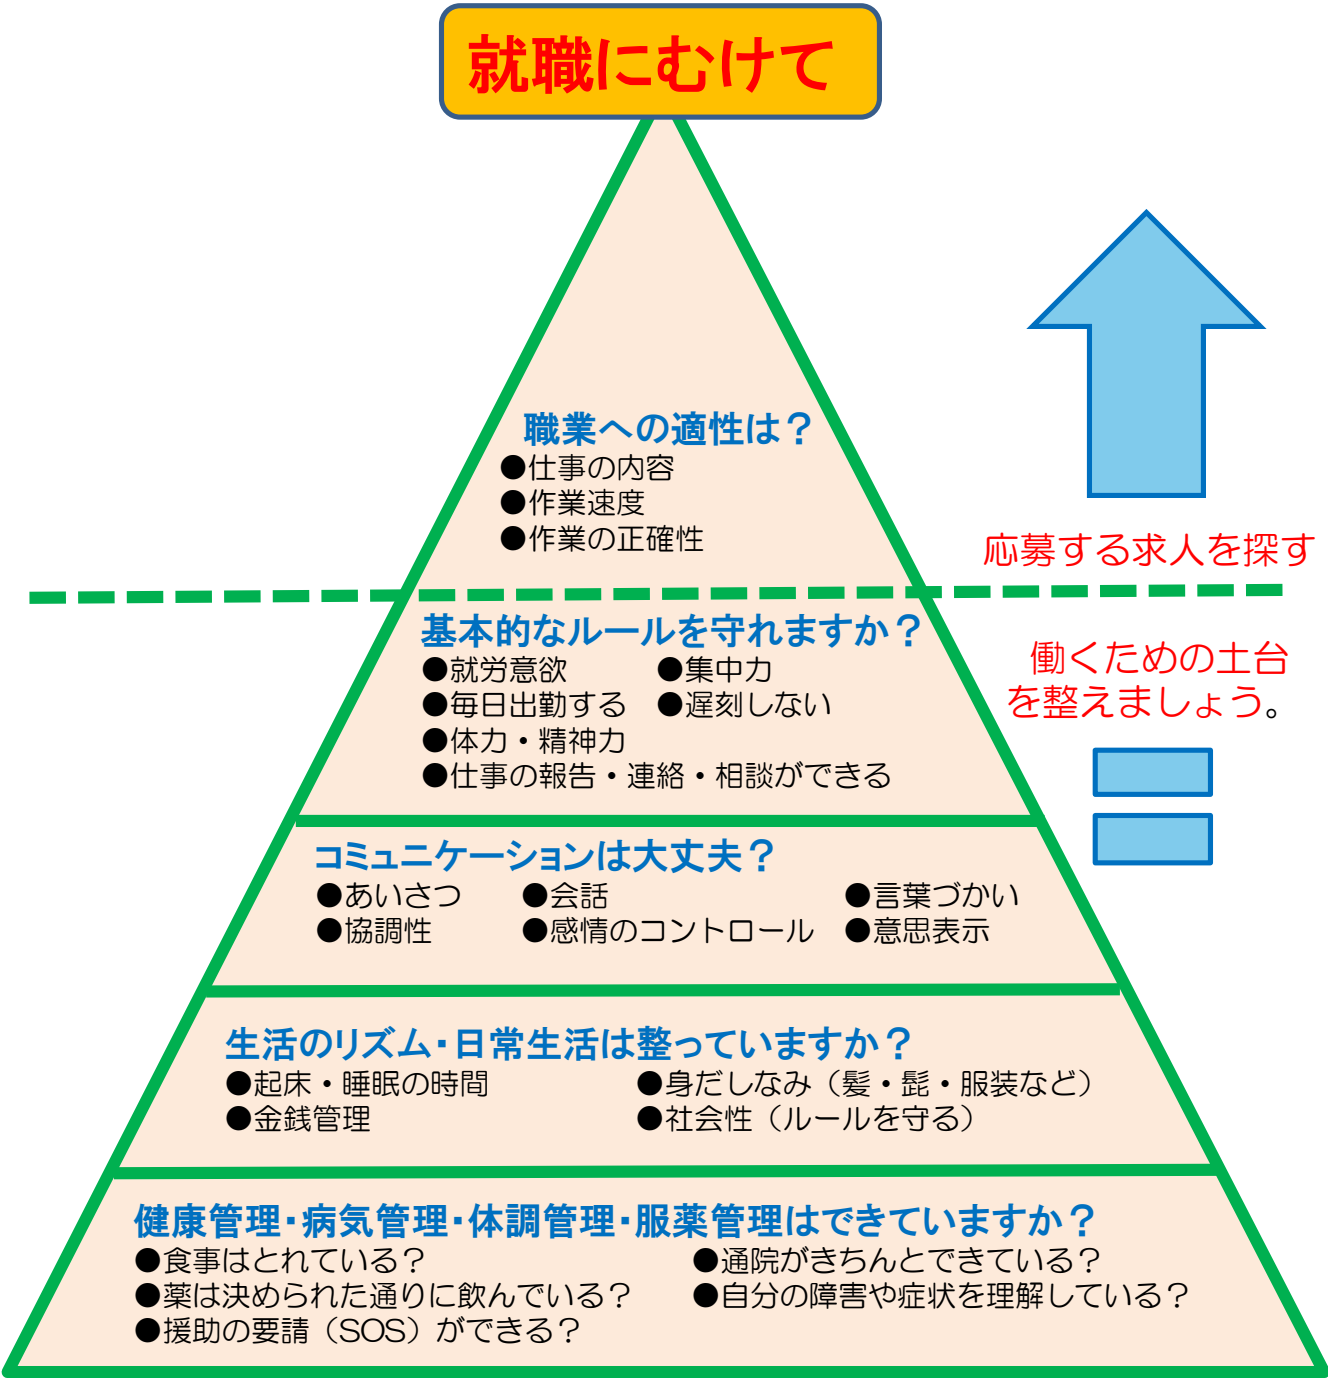 就職にむけて
職業への適性は？
●仕事の内容
●作業速度
●作業の正確性
応募する求人を探す
基本的なルールを守れますか？
●就労意欲 ●集中力
●毎日出勤する ●遅刻しない
●体力・精神力
●仕事の報告・連絡・相談ができる
働くための土台
を整えましょう。
コミュニケーションは大丈夫？
●あいさつ ●会話 ●言葉づかい
●協調性 ●感情のコントロール ●意思表示
生活のリズム・日常生活は整っていますか？
●起床・睡眠の時間 ●身だしなみ（髪・髭・服装など）
●金銭管理 ●社会性（ルールを守る）
健康管理・病気管理・体調管理・服薬管理はできていますか？
●食事はとれている？ ●通院がきちんとできている？
●薬は決められた通りに飲んでいる？ ●自分の障害や症状を理解している？
●援助の要請（SOS）ができる？